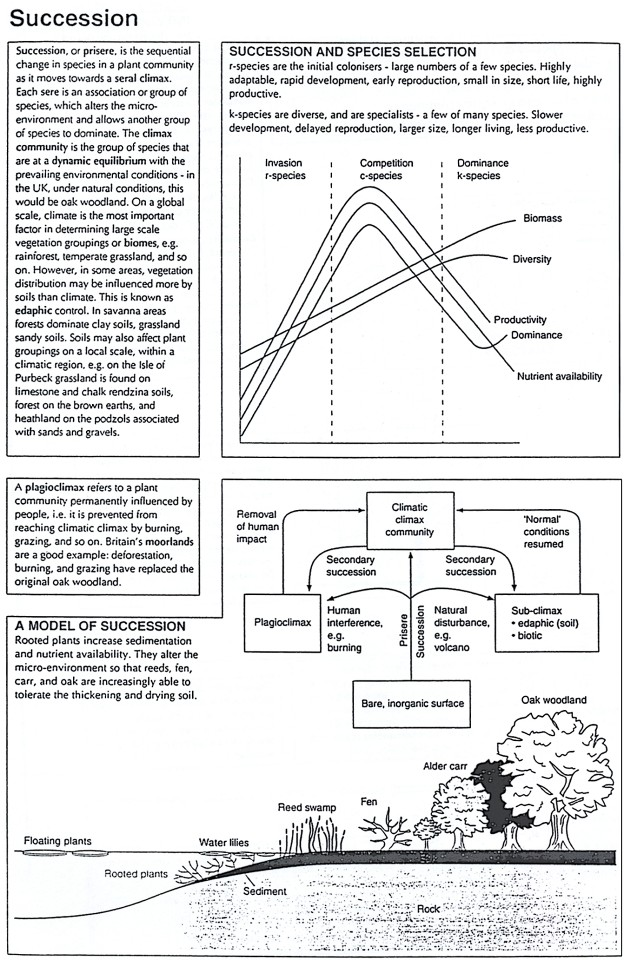 Succession
Succession, or prisere, is the sequential
change in species in a plant community
as it moves towards a seral climax.
Each sere is an association or group of
species, which alters the micro-
environment and allows another group
of species to dominate. The climax
community is the group of species that
are at a dynamic equilibrium with the
prevailing environmental conditions - in
the UK, under natural conditions, this
would be oak woodland. On a global
scale, climate is the most important
factor in determining large scale
vegetation groupings or biomes, e.g.
rainforest, temperate grassland, and so
on. However, in some areas, vegetation
distribution may be influenced more by
soils than climate. This is known as
edaphic control. In savanna areas
forests dominate clay soils, grassland
sandy soils. Soils may also affect plant
groupings on a local scale, within a
climatic region, e.g. on the Isle of
Purbeck grassland is found on
limestone and chalk rendzina soils,
forest on the brown earths, and
heathland on the podzols associated
with sands and gravels.
SUCCESSION AND SPECIES SELECTION
r-species are the initial colonisers - large numbers of a few species. Highly
adaptable, rapid development, early reproduction, small in size, short life, highly
productive.
k-species are diverse, and are specialists - a few of many species. Slower
development, delayed reproduction, larger size, longer living, less productive.
Invasion
r-species
Competition
c-species
Dominance
k-species
Biomass
Diversity
Productivity
Dominance
Nutrient availability
A plagioclimax refers to a plant
community permanently influenced by
people, i.e. it is prevented from
reaching climatic climax by burning,
grazing, and so on. Britain's moorlands
are a good example: deforestation,
burning, and grazing have replaced the
original oak woodland.
Removal
of human
impact
Climatic
climax
community
'Normal'
conditions
resumed
Secondary
succession
Secondary
succession
Plagioclimax
Human
interference,
e.g.
burning
Prisere
Succession
Natural
disturbance,
e.g.
volcano
Sub-climax
• edaphic (soil)
• biotic
Bare, inorganic surface
A MODEL OF SUCCESSION
Rooted plants increase sedimentation
and nutrient availability. They alter the
micro-environment so that reeds, fen,
carr, and oak are increasingly able to
tolerate the thickening and drying soil.
Oak woodland
Alder carr
Fen
Reed swamp
Floating plants
Water lilies
Rooted plants
Sediment
Rock